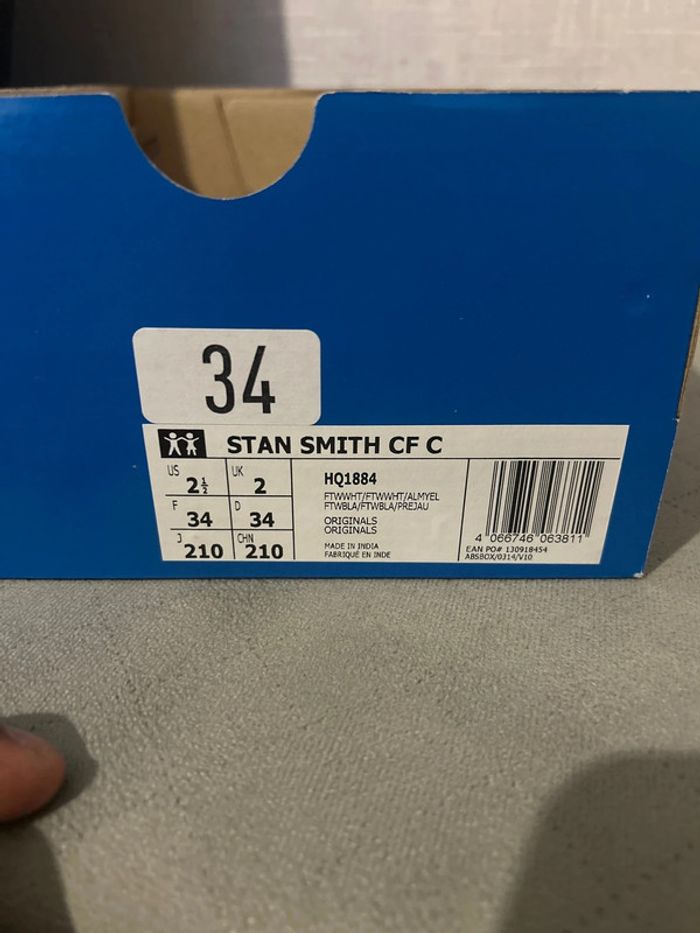 34
STAN SMITH CF C
US 2½ UK 2
F 34 D 34
J 210 CHN 210
HQ1884
FTWWHT/FTWWHT/ALMYEL
FTWBLA/FTWBLA/PREJAU
ORIGINALS
ORIGINALS
MADE IN INDIA
FABRIQUÉ EN INDE
4 066746 063811
EAN PO# 130918454
ABSBOX/0314/V10